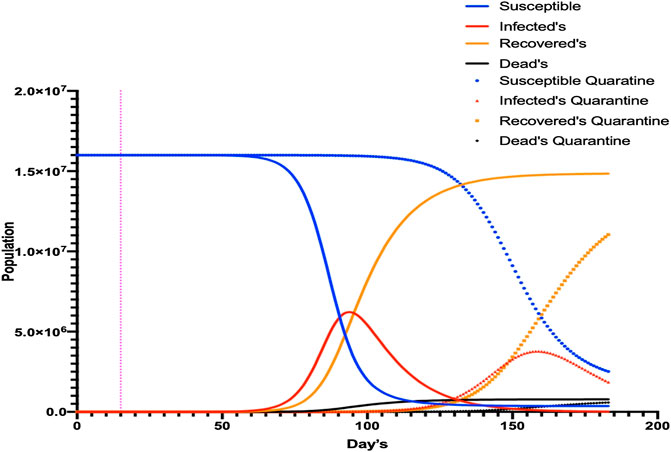 Susceptible
Infected's
Recovered's
Dead's
Susceptible Quaratine
Infected's Quarantine
Recovered's Quarantine
Dead's Quarantine
2.0×10⁷
1.5×10⁷
1.0×10⁷
5.0×10⁶
0.0
Population
0 50 100 150 200
Day's